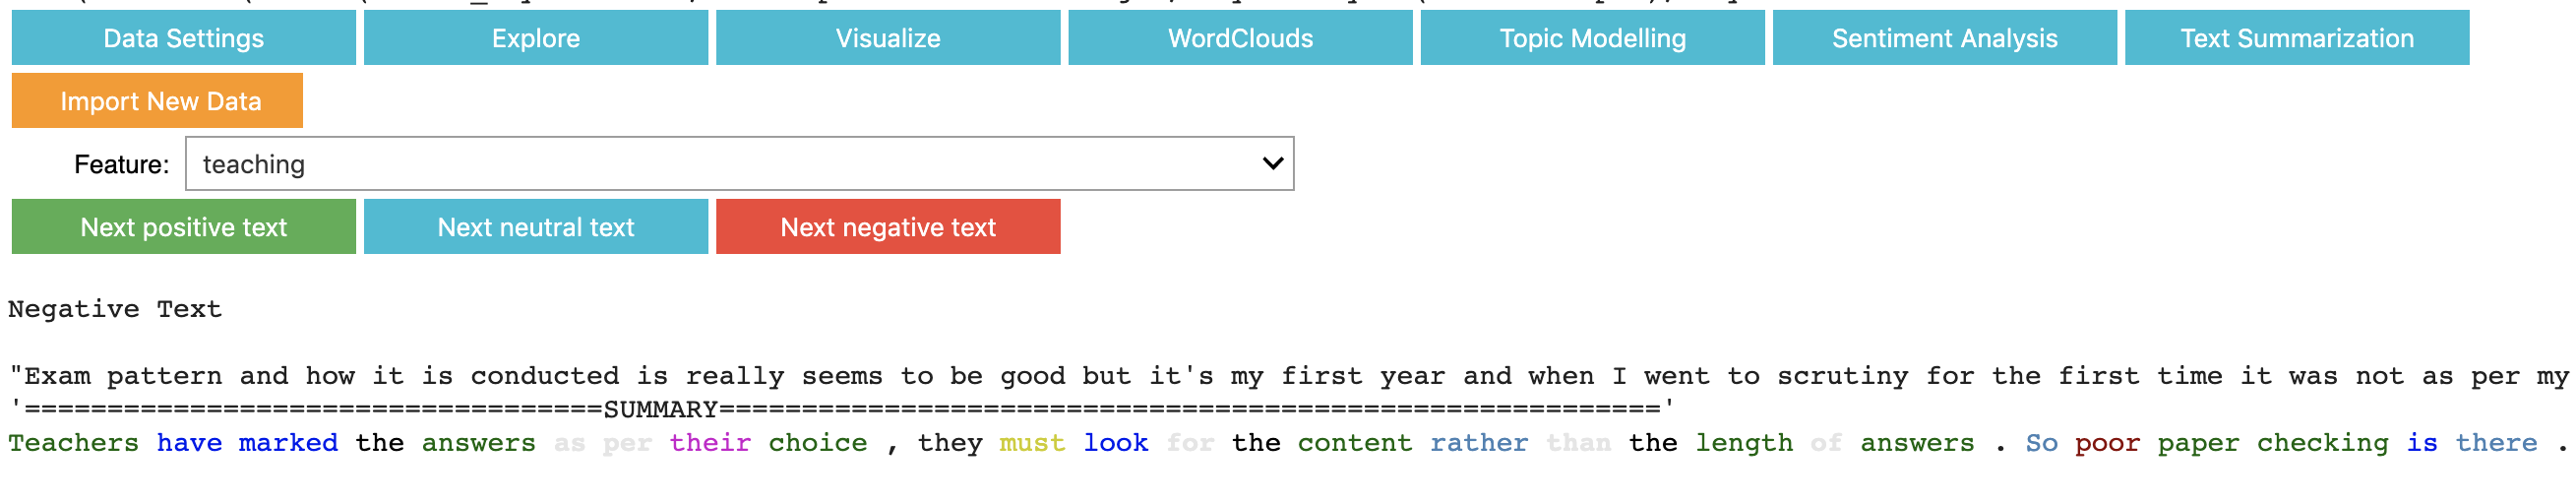 Data Settings Explore Visualize WordClouds Topic Modelling Sentiment Analysis Text Summarization
Import New Data
Feature: teaching
Next positive text Next neutral text Next negative text
Negative Text
"Exam pattern and how it is conducted is really seems to be good but it's my first year and when I went to scrutiny for the first time it was not as per my
'===================================SUMMARY========================================================='
Teachers have marked the answers as per their choice , they must look for the content rather than the length of answers . So poor paper checking is there .